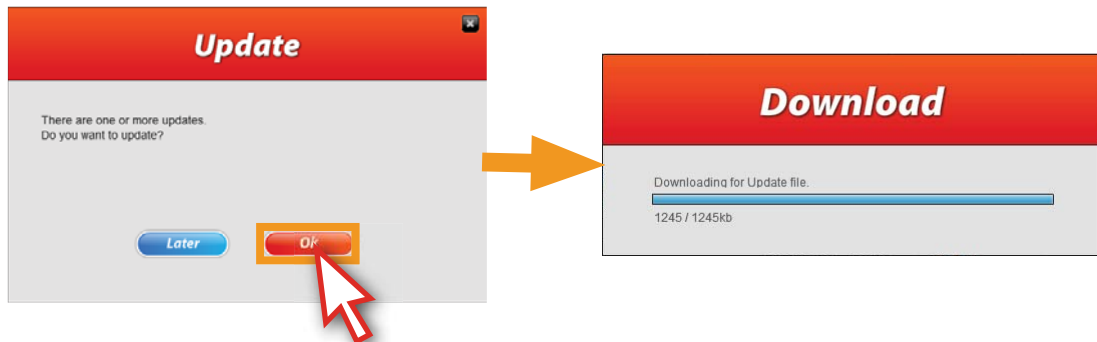 Update
There are one or more updates.
Do you want to update?
Later
Ok
Download
Downloading for Update file.
1245 / 1245kb